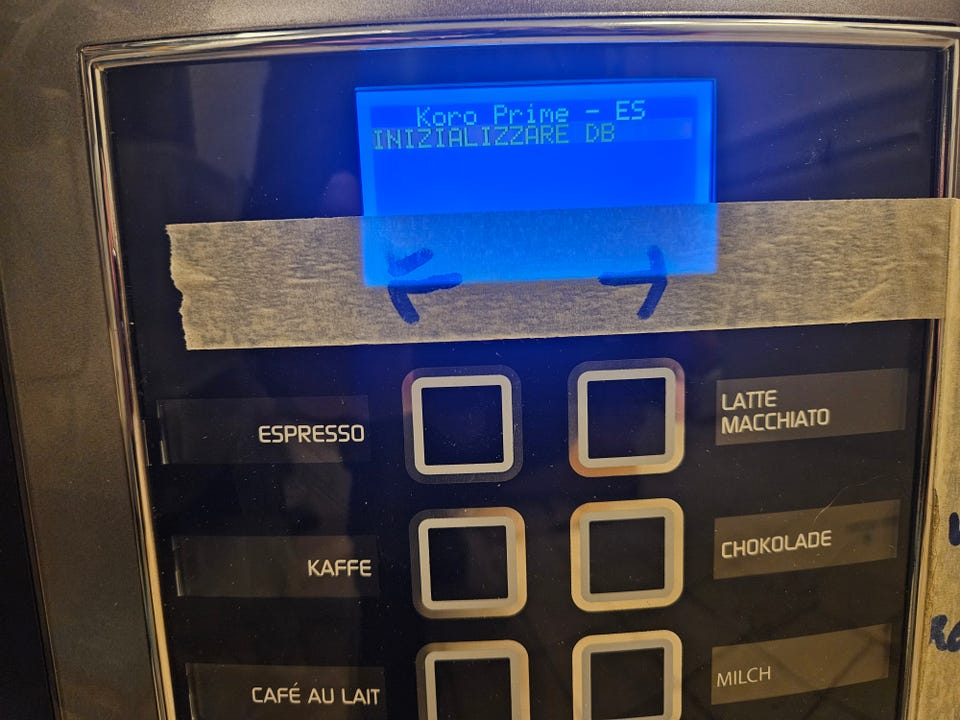 Koro Prime - ES
INIZIALIZZARE DB
ESPRESSO
LATTE
MACCHIATO
KAFFE
CHOKOLADE
CAFÉ AU LAIT
MILCH